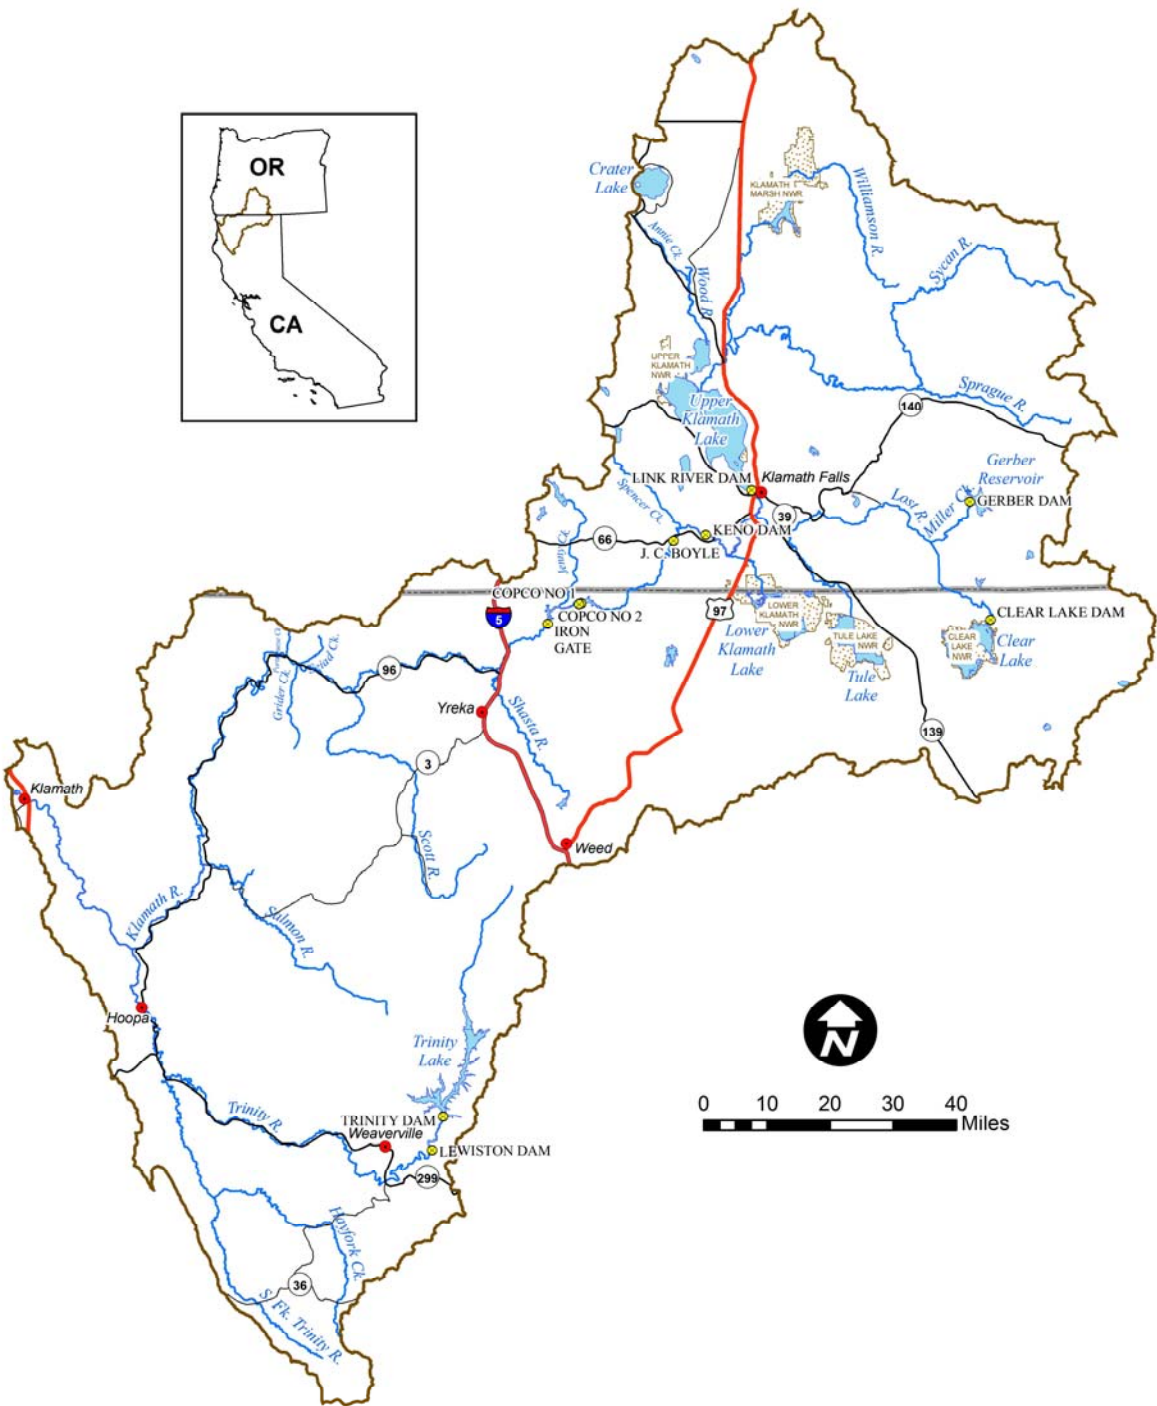 OR
CA
Crater
Lake
KLAMATH
MARSH NWR
Williamson R.
Annie Ck.
Sycan R.
Wood R.
UPPER
KLAMATH
NWR
Upper
Klamath
Lake
Sprague R.
140
LINK RIVER DAM
Klamath Falls
Gerber
Reservoir
Spencer Ck.
Lost R.
Miller Ck.
GERBER DAM
39
KENO DAM
66
Jenny Ck.
J. C. BOYLE
COPCO NO 1
COPCO NO 2
IRON
GATE
5
97
LOWER
KLAMATH
NWR
Lower
Klamath
Lake
TULE LAKE
NWR
Tule
Lake
CLEAR LAKE DAM
CLEAR
LAKE
NWR
Clear
Lake
96
Grider Ck.
Yreka
Shasta R.
139
3
Klamath
Scott R.
Weed
Klamath R.
Salmon R.
Hoopa
Trinity
Lake
N
Trinity R.
TRINITY DAM
Weaverville
LEWISTON DAM
0 10 20 30 40
Miles
299
Hayfork Ck.
36
S. Fk. Trinity R.